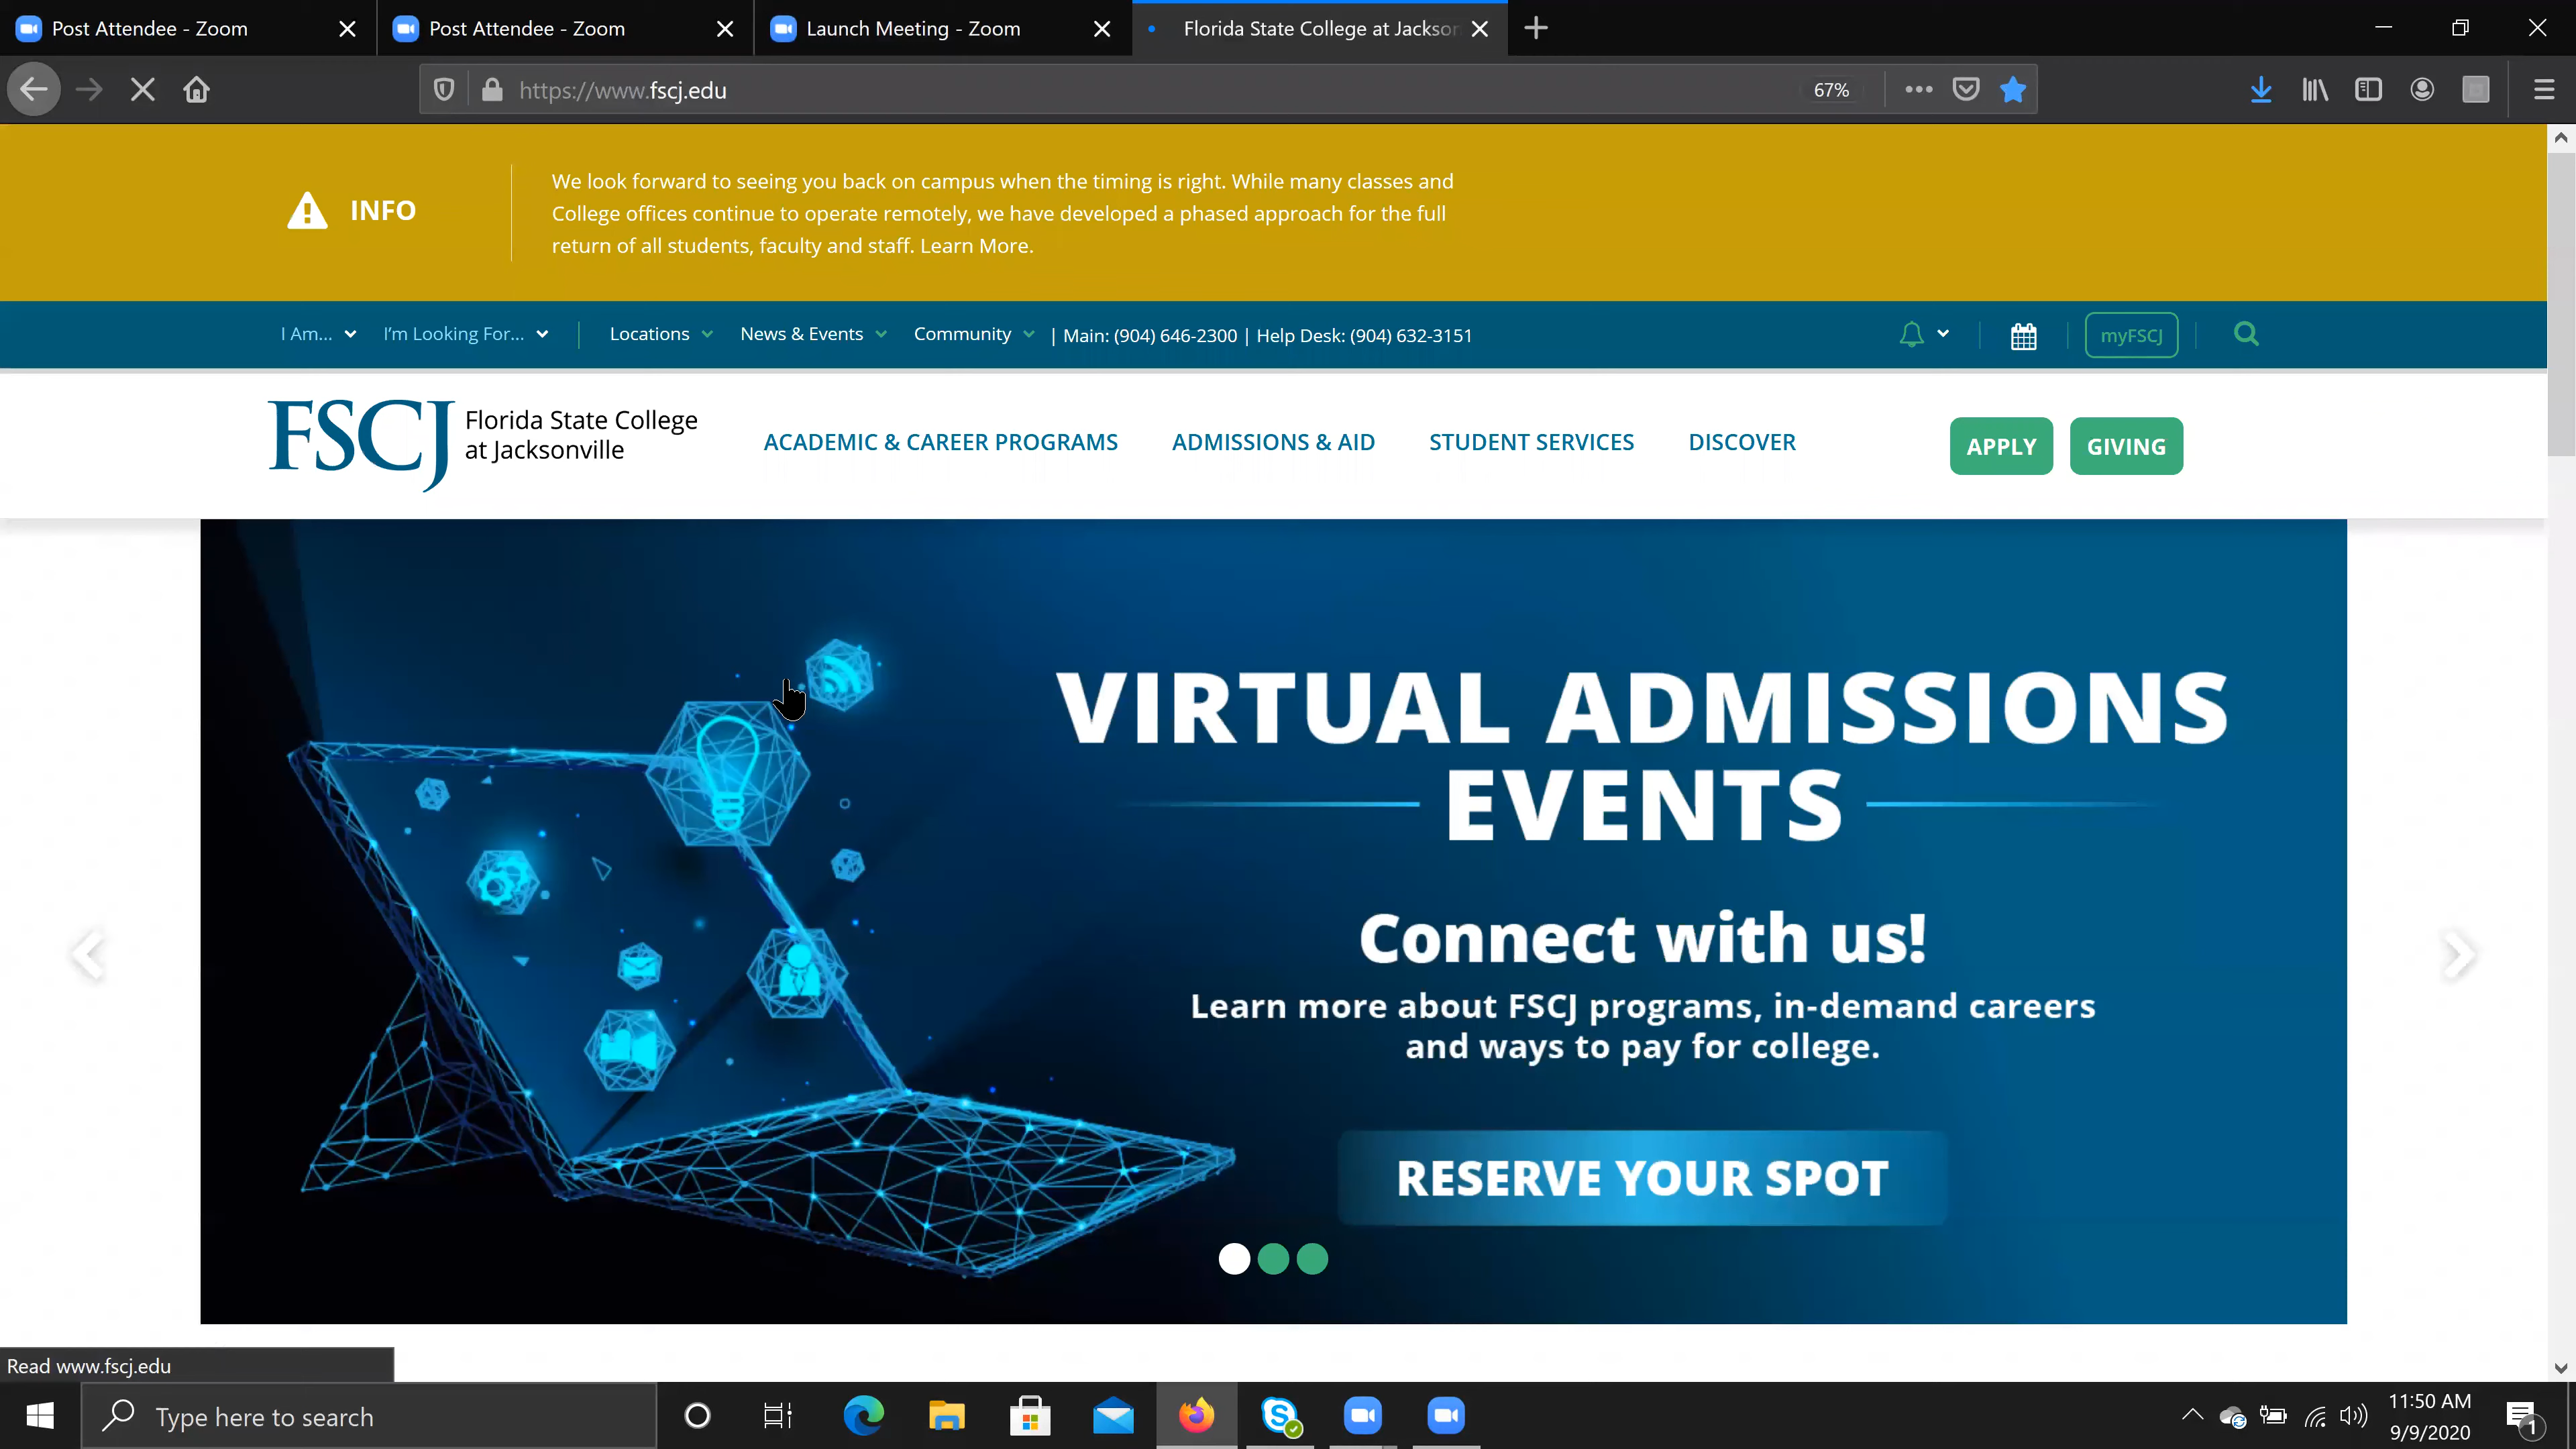 Post Attendee - Zoom
Post Attendee - Zoom
Launch Meeting - Zoom
Florida State College at Jackson
https://www.fscj.edu
67%
INFO
We look forward to seeing you back on campus when the timing is right. While many classes and
College offices continue to operate remotely, we have developed a phased approach for the full
return of all students, faculty and staff. Learn More.
I Am...
I'm Looking For...
Locations
News & Events
Community
| Main: (904) 646-2300 | Help Desk: (904) 632-3151
myFSCJ
FSCJ
Florida State College
at Jacksonville
ACADEMIC & CAREER PROGRAMS
ADMISSIONS & AID
STUDENT SERVICES
DISCOVER
APPLY
GIVING
VIRTUAL ADMISSIONS
EVENTS
Connect with us!
Learn more about FSCJ programs, in-demand careers
and ways to pay for college.
RESERVE YOUR SPOT
Read www.fscj.edu
Type here to search
11:50 AM
9/9/2020
1